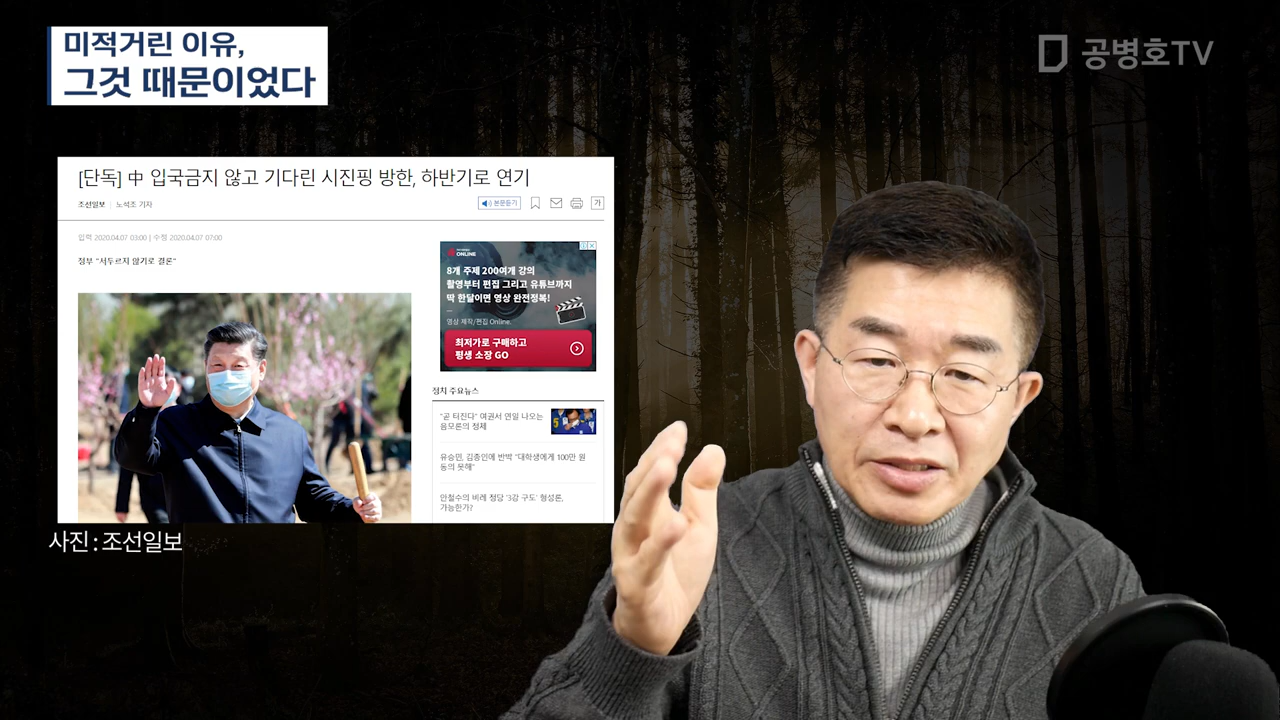 미적거린 이유,
그것 때문이었다
공병호TV
[단독] 中 입국금지 않고 기다린 시진핑 방한, 하반기로 연기
조선일보 노석조 기자
본문듣기
가
입력 2020.04.07 03:00 | 수정 2020.04.07 07:00
정부 "서두르지 않기로 결론"
ONLINE
8개 주제 200여개 강의
촬영부터 편집 그리고 유튜브까지
딱 한달이면 영상 완전정복!
영상 제작/편집 Online.
최저가로 구매하고
평생 소장 GO
정치 주요뉴스
"곧 터진다" 여권서 연일 나오는
음모론의 정체
유승민, 김종인에 반박 "대학생에게 100만 원
동의 못해"
안철수의 비례 정당 '3강 구도' 형성론,
가능한가?
사진 : 조선일보